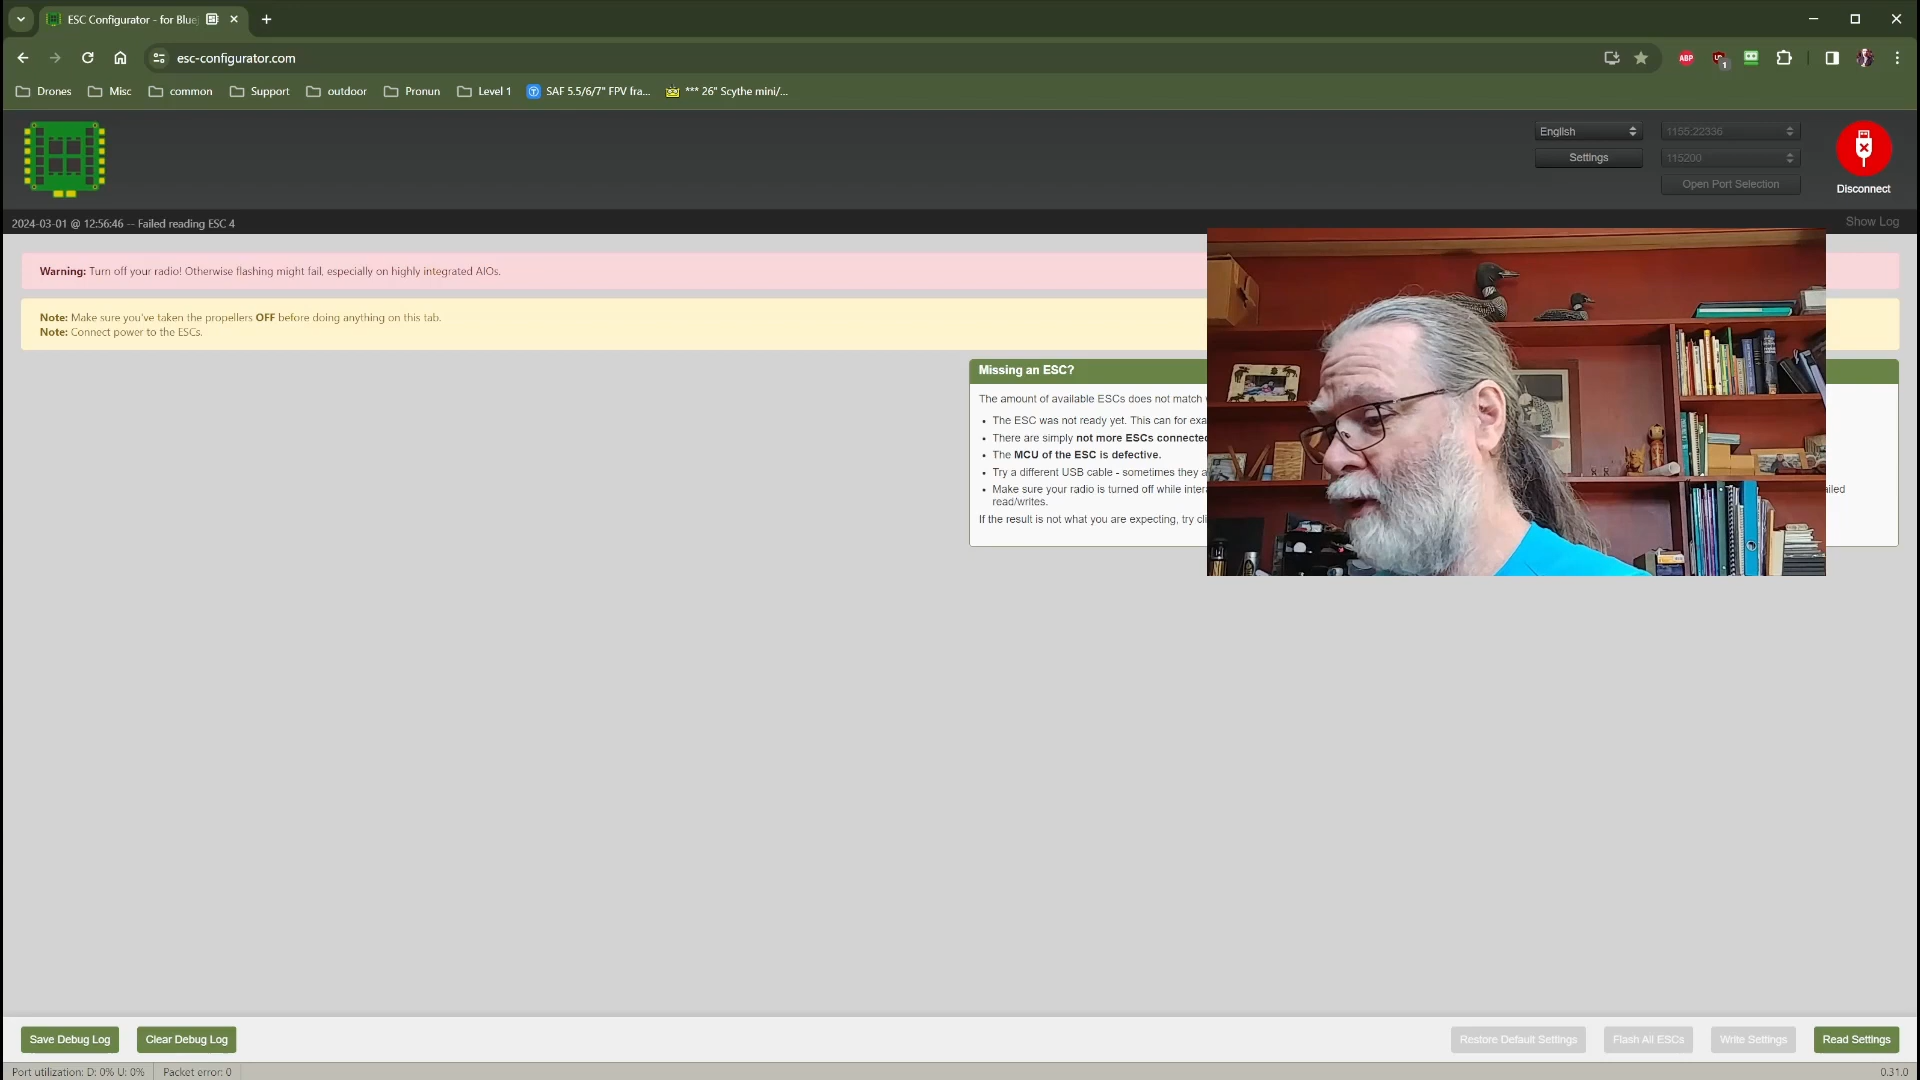 ESC Configurator - for Blue
esc-configurator.com
ABP
1
Drones
Misc
common
Support
outdoor
Pronun
Level 1
SAF 5.5/6/7" FPV fra...
*** 26" Scythe mini/...
English
1155:22336
Settings
115200
Open Port Selection
Disconnect
2024-03-01 @ 12:56:46 -- Failed reading ESC 4
Show Log
Warning: Turn off your radio! Otherwise flashing might fail, especially on highly integrated AIOs.
Note: Make sure you've taken the propellers OFF before doing anything on this tab.
Note: Connect power to the ESCs.
Missing an ESC?
The amount of available ESCs does not match
The ESC was not ready yet. This can for exa
There are simply not more ESCs connected
The MCU of the ESC is defective.
Try a different USB cable - sometimes they a
Make sure your radio is turned off while inter
ailed
read/writes.
If the result is not what you are expecting, try cli
Save Debug Log
Clear Debug Log
Restore Default Settings
Flash All ESCs
Write Settings
Read Settings
Port utilization: D: 0% U: 0%
Packet error: 0
0.31.0